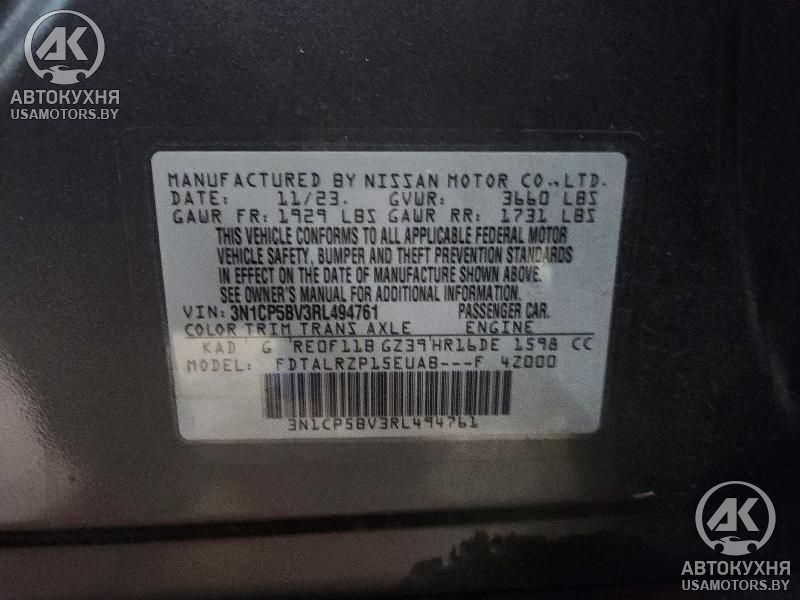 AK
АВТОКУХНЯ
USAMOTORS.BY
MANUFACTURED BY NISSAN MOTOR CO.,LTD.
DATE: 11/23. GVWR: 3660 LBS
GAWR FR: 1929 LBS GAWR RR: 1731 LBS
THIS VEHICLE CONFORMS TO ALL APPLICABLE FEDERAL MOTOR
VEHICLE SAFETY, BUMPER AND THEFT PREVENTION STANDARDS
IN EFFECT ON THE DATE OF MANUFACTURE SHOWN ABOVE.
SEE OWNER'S MANUAL FOR ADDITIONAL INFORMATION.
VIN: 3N1CP5BV3RL494761 PASSENGER CAR.
COLOR TRIM TRANS AXLE ENGINE
KAD G RE0F11B GZ39 HR16DE 1598 CC
MODEL: FDTALRZP15EUAB---F 4Z000
3N1CP5BV3RL494761
AK
АВТОКУХНЯ
USAMOTORS.BY